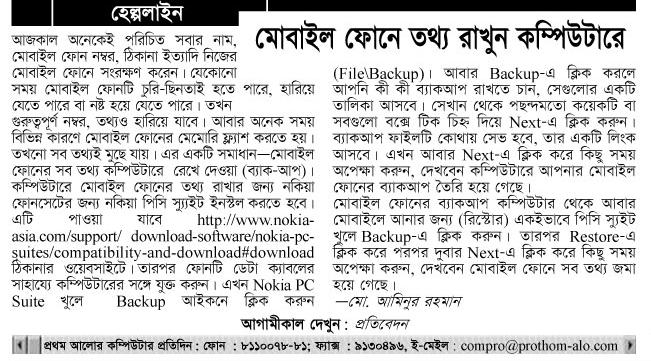 হেল্পলাইন
মোবাইল ফোনে তথ্য রাখুন কম্পিউটারে
আজকাল অনেকেই পরিচিত সবার নাম,
মোবাইল ফোন নম্বর, ঠিকানা ইত্যাদি নিজের
মোবাইল ফোনে সংরক্ষণ করেন। যেকোনো
সময় মোবাইল ফোনটি চুরি-ছিনতাই হতে পারে, হারিয়ে
যেতে পারে বা নষ্ট হয়ে যেতে পারে। তখন
গুরুত্বপূর্ণ নম্বর, তথ্যও হারিয়ে যাবে। আবার অনেক সময়
বিভিন্ন কারণে মোবাইল ফোনের মেমোরি ফ্ল্যাশ করতে হয়।
তখনো সব তথ্যই মুছে যায়। এর একটি সমাধান—মোবাইল
ফোনের সব তথ্য কম্পিউটারে রেখে দেওয়া (ব্যাক-আপ)।
কম্পিউটারে মোবাইল ফোনের তথ্য রাখার জন্য নকিয়া
ফোনসেটের জন্য নকিয়া পিসি স্যুইট ইনস্টল করতে হবে।
এটি পাওয়া যাবে http://www.nokia-
asia.com/support/ download-software/nokia-pc-
suites/compatibility-and-download#download
ঠিকানার ওয়েবসাইটে। তারপর ফোনটি ডেটা ক্যাবলের
সাহায্যে কম্পিউটারের সঙ্গে যুক্ত করুন। এখন Nokia PC
Suite খুলে Backup আইকনে ক্লিক করুন
(File\Backup)। আবার Backup-এ ক্লিক করলে
আপনি কী কী ব্যাকআপ রাখতে চান, সেগুলোর একটি
তালিকা আসবে। সেখান থেকে পছন্দমতো কয়েকটি বা
সবগুলো বক্সে টিক চিহ্ন দিয়ে Next-এ ক্লিক করুন।
ব্যাকআপ ফাইলটি কোথায় সেভ হবে, তার একটি লিংক
আসবে। এখন আবার Next-এ ক্লিক করে কিছু সময়
অপেক্ষা করুন, দেখবেন কম্পিউটারে আপনার মোবাইল
ফোনের ব্যাকআপ তৈরি হয়ে গেছে।
মোবাইল ফোনের ব্যাকআপ কম্পিউটার থেকে আবার
মোবাইলে আনার জন্য (রিস্টোর) একইভাবে পিসি স্যুইট
খুলে Backup-এ ক্লিক করুন। তারপর Restore-এ
ক্লিক করে পরপর দুবার Next-এ ক্লিক করে কিছু সময়
অপেক্ষা করুন, দেখবেন মোবাইল ফোনে সব তথ্য জমা
হয়ে গেছে।
—মো. আমিনুর রহমান
আগামীকাল দেখুন : প্রতিবেদন
প্রথম আলোর কম্পিউটার প্রতিদিন : ফোন : ৮১১০০৭৮-৮১; ফ্যাক্স : ৯১৩০৪৯৬, ই-মেইল : compro@prothom-alo.com